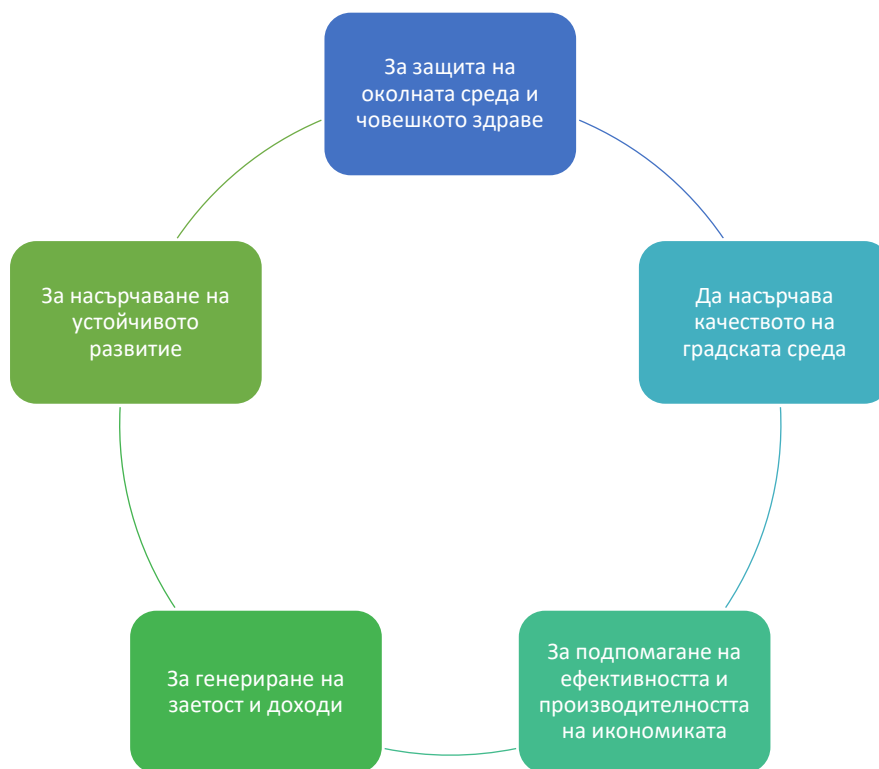 За защита на
околната среда и
човешкото здраве
Да насърчава
качеството на
градската среда
За подпомагане на
ефективността и
производителността
на икономиката
За генериране на
заетост и доходи
За насърчаване на
устойчивото
развитие